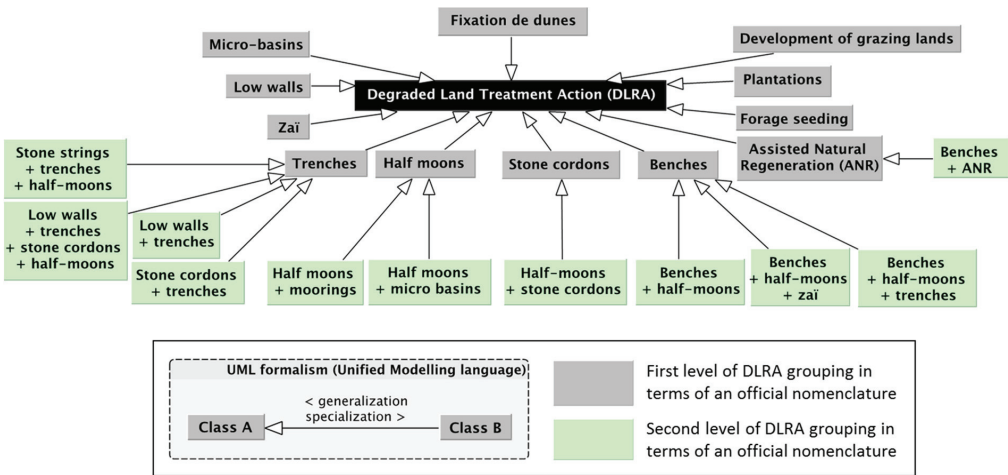 Fixation de dunes
Micro-basins
Development of grazing lands
Low walls
Plantations
Degraded Land Treatment Action (DLRA)
Zaï
Forage seeding
Stone strings
+ trenches
+ half-moons
Trenches
Half moons
Stone cordons
Benches
Assisted Natural
Regeneration (ANR)
Benches
+ ANR
Low walls
+ trenches
+ stone cordons
+ half-moons
Low walls
+ trenches
Stone cordons
+ trenches
Half moons
+ moorings
Half moons
+ micro basins
Half-moons
+ stone cordons
Benches
+ half-moons
Benches
+ half-moons
+ zaï
Benches
+ half-moons
+ trenches
UML formalism (Unified Modelling language)
< generalization
specialization >
Class A
Class B
First level of DLRA grouping in
terms of an official nomenclature
Second level of DLRA grouping in
terms of an official nomenclature